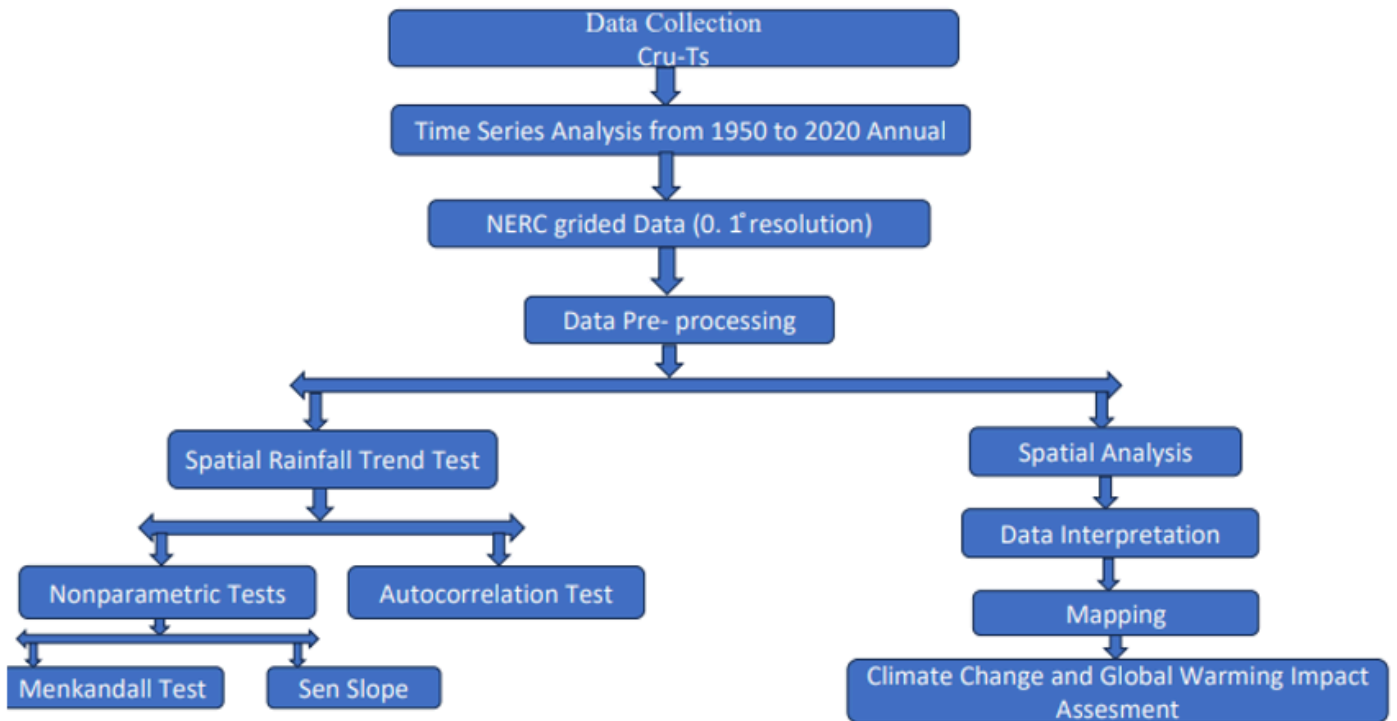 Data Collection
Cru-Ts
Time Series Analysis from 1950 to 2020 Annual
NERC grided Data (0. 1° resolution)
Data Pre- processing
Spatial Rainfall Trend Test
Spatial Analysis
Data Interpretation
Nonparametric Tests
Autocorrelation Test
Mapping
Menkandall Test
Sen Slope
Climate Change and Global Warming Impact
Assesment